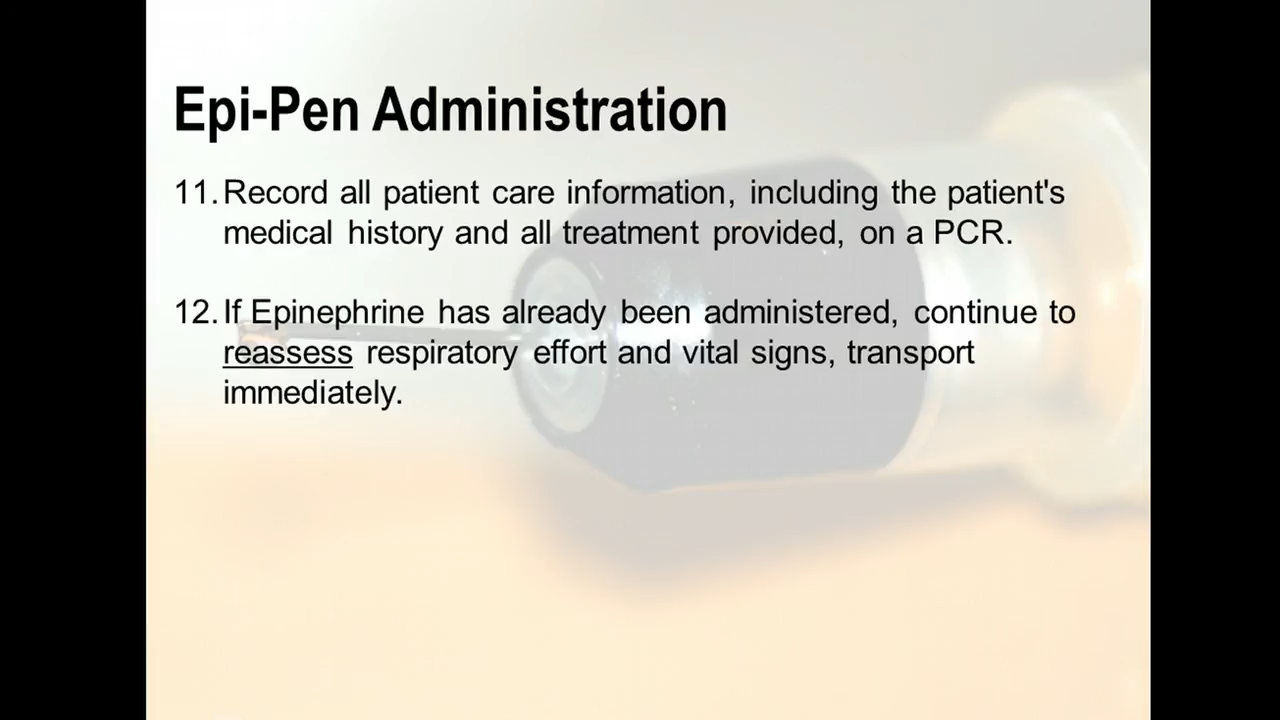 Epi-Pen Administration
11. Record all patient care information, including the patient's
medical history and all treatment provided, on a PCR.
12. If Epinephrine has already been administered, continue to
reassess respiratory effort and vital signs, transport
immediately.